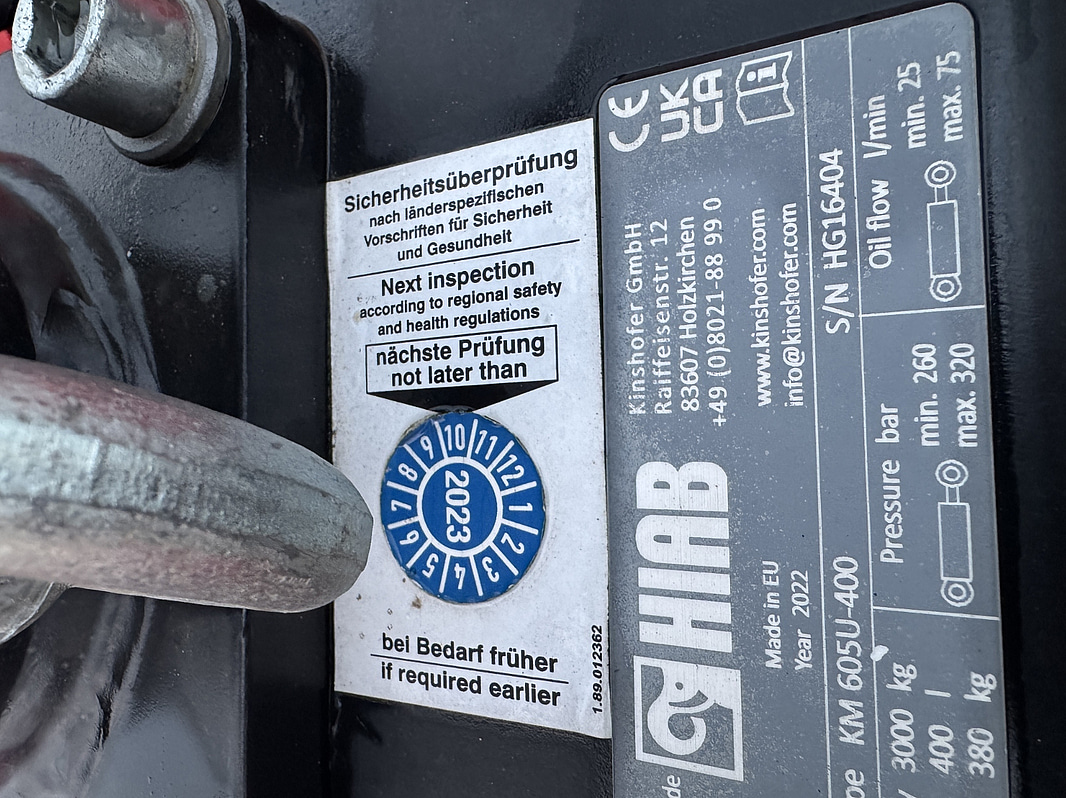 Sicherheitsüberprüfung
nach länderspezifischen
Vorschriften für Sicherheit
und Gesundheit
Next inspection
according to regional safety
and health regulations
nächste Prüfung
not later than
9 10 11 12 1 2 3 4 5 6 7 8
2023
bei Bedarf früher
if required earlier
1.89.012362
CE UKCA i
Kinshofer GmbH
Raiffeisenstr. 12
83607 Holzkirchen
+49 (0)8021-88 99 0
www.kinshofer.com
info@kinshofer.com
HIAB
Made in EU
Year 2022
KM 605U-400
S/N HG16404
3000 kg
400 l
380 kg
Pressure bar
min. 260
max. 320
Oil flow l/min
min. 25
max. 75